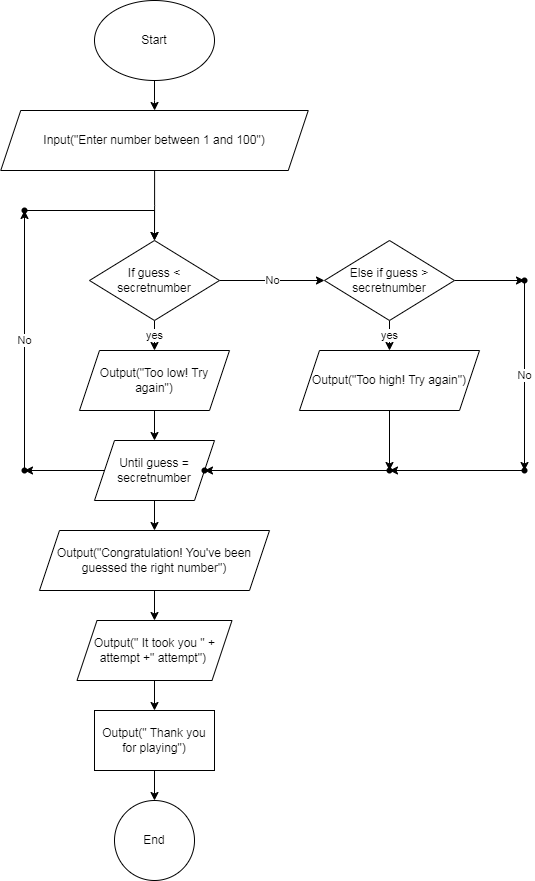 Start
Input("Enter number between 1 and 100")
If guess <
secretnumber
No
Else if guess >
secretnumber
yes
yes
No
Output("Too low! Try
again")
Output("Too high! Try again")
No
Until guess =
secretnumber
Output("Congratulation! You've been
guessed the right number")
Output(" It took you " +
attempt +" attempt")
Output(" Thank you
for playing")
End